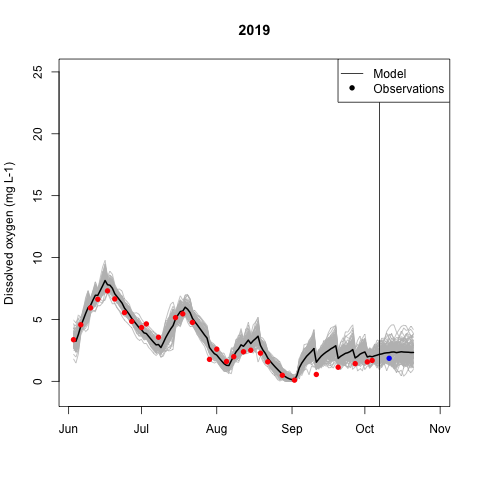 2019
Model
Observations
Dissolved oxygen (mg L-1)
25
20
15
10
5
0
Jun Jul Aug Sep Oct Nov